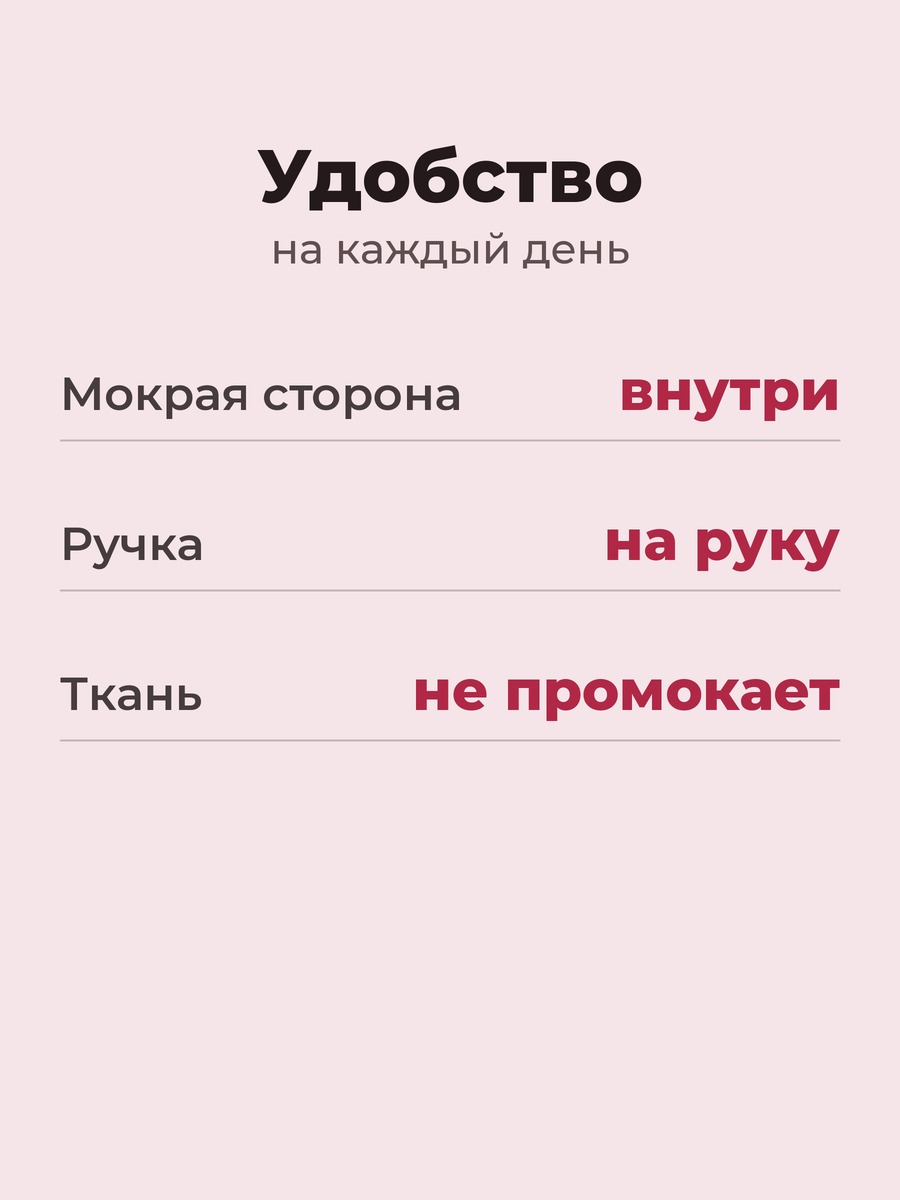 Удобство
на каждый день
Мокрая сторона внутри
Ручка на руку
Ткань не промокает